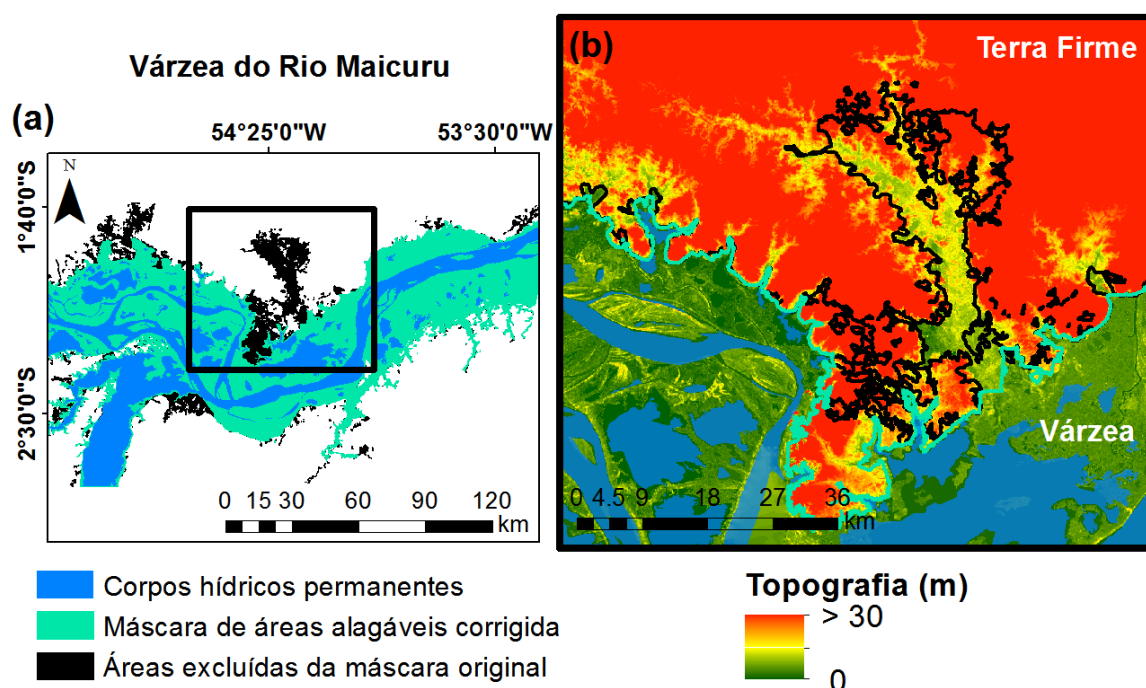 Várzea do Rio Maicuru
(a)
54°25'0"W
53°30'0"W
N
1°40'0"S
2°30'0"S
0 15 30 60 90 120
km
(b)
Terra Firme
Várzea
0 4.5 9 18 27 36
km
Corpos hídricos permanentes
Máscara de áreas alagáveis corrigida
Áreas excluídas da máscara original
Topografia (m)
> 30
0